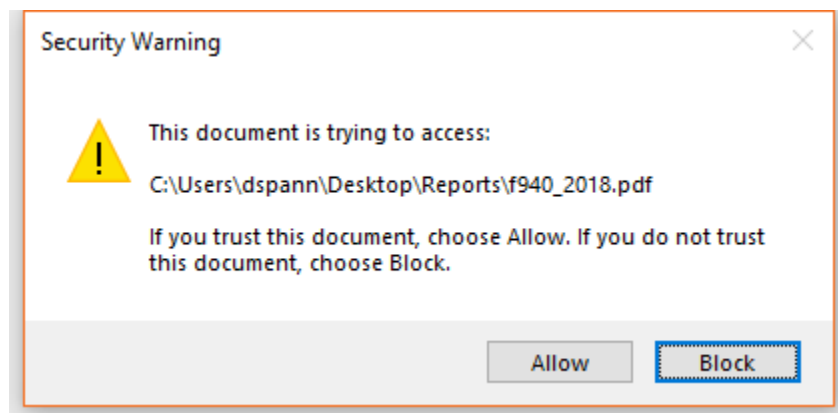 Security Warning
!
This document is trying to access:
C:\Users\dspann\Desktop\Reports\f940_2018.pdf
If you trust this document, choose Allow. If you do not trust
this document, choose Block.
Allow
Block